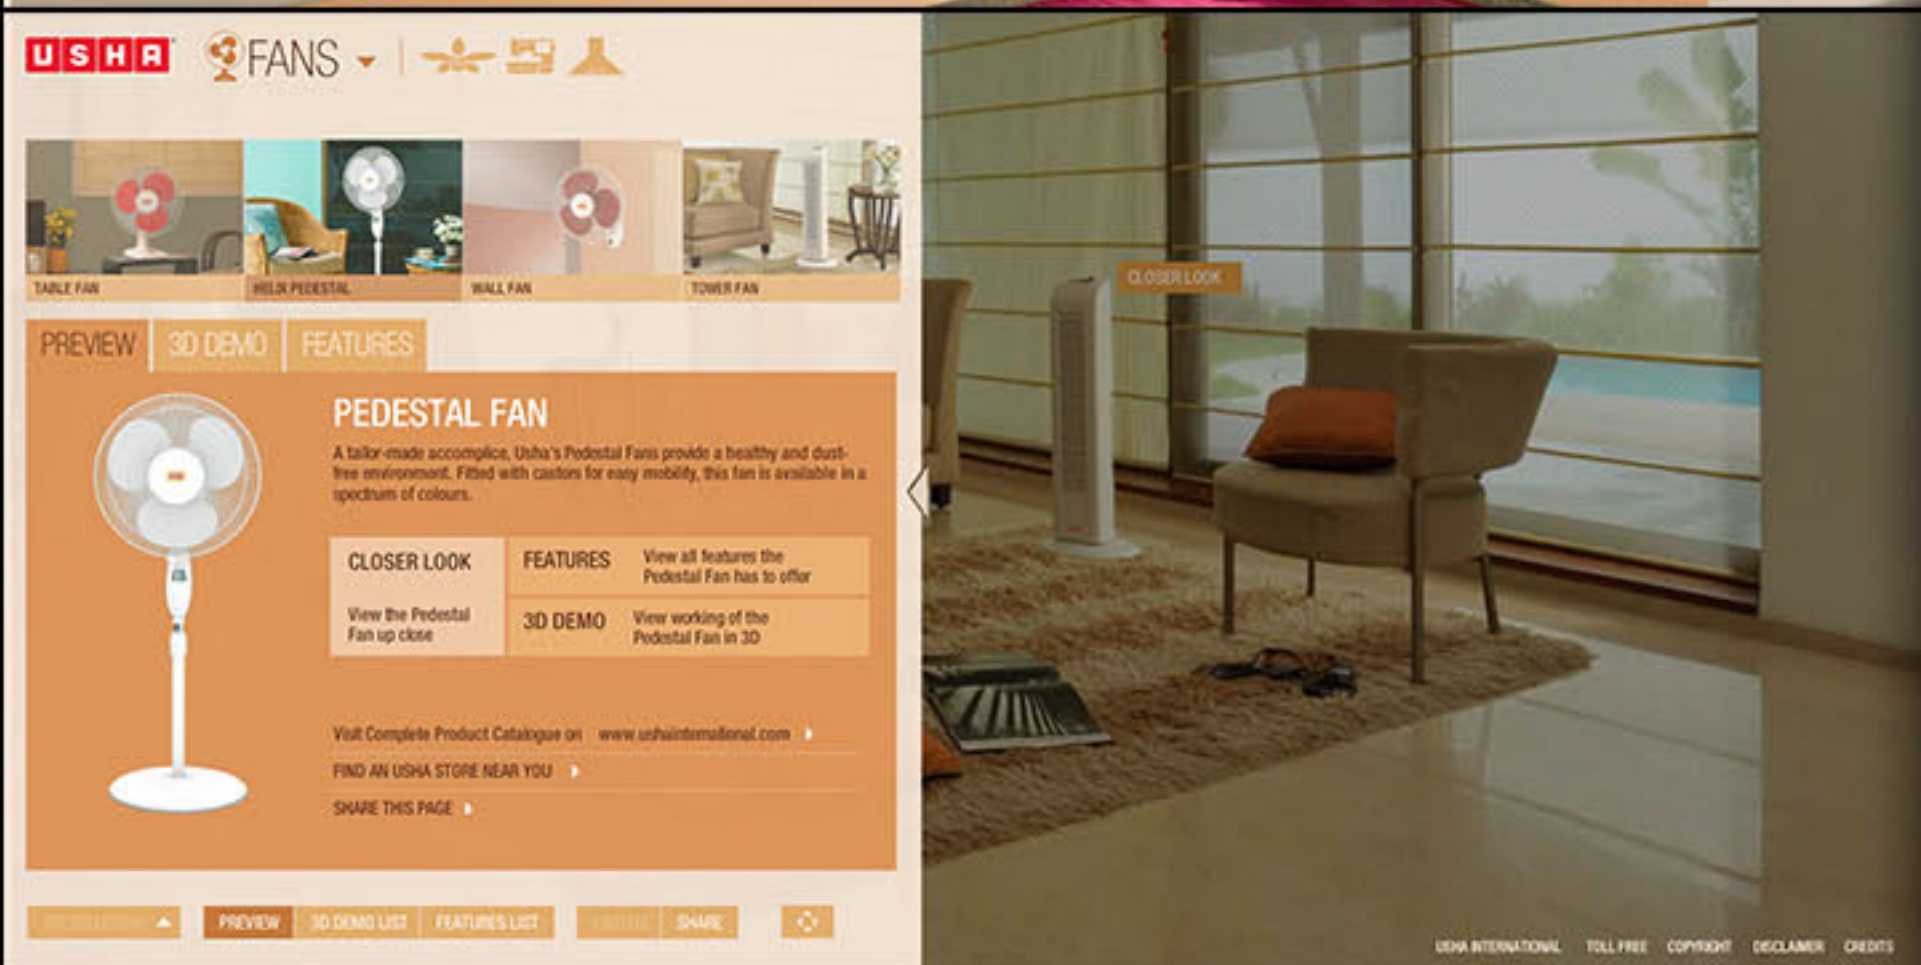 USHA
FANS
TABLE FAN
HELIX PEDESTAL
WALL FAN
TOWER FAN
PREVIEW
3D DEMO
FEATURES
PEDESTAL FAN
A tailor-made accomplice, Usha's Pedestal Fans provide a healthy and dust-
free environment. Fitted with castors for easy mobility, this fan is available in a
spectrum of colours.
CLOSER LOOK
View the Pedestal
Fan up close
FEATURES
View all features the
Pedestal Fan has to offer
3D DEMO
View working of the
Pedestal Fan in 3D
Visit Complete Product Catalogue on www.ushainternational.com
FIND AN USHA STORE NEAR YOU
SHARE THIS PAGE
PREVIEW
3D DEMO LIST
FEATURES LIST
SHARE
CLOSER LOOK
USHA INTERNATIONAL
TOLL FREE
COPYRIGHT
DISCLAIMER
CREDITS